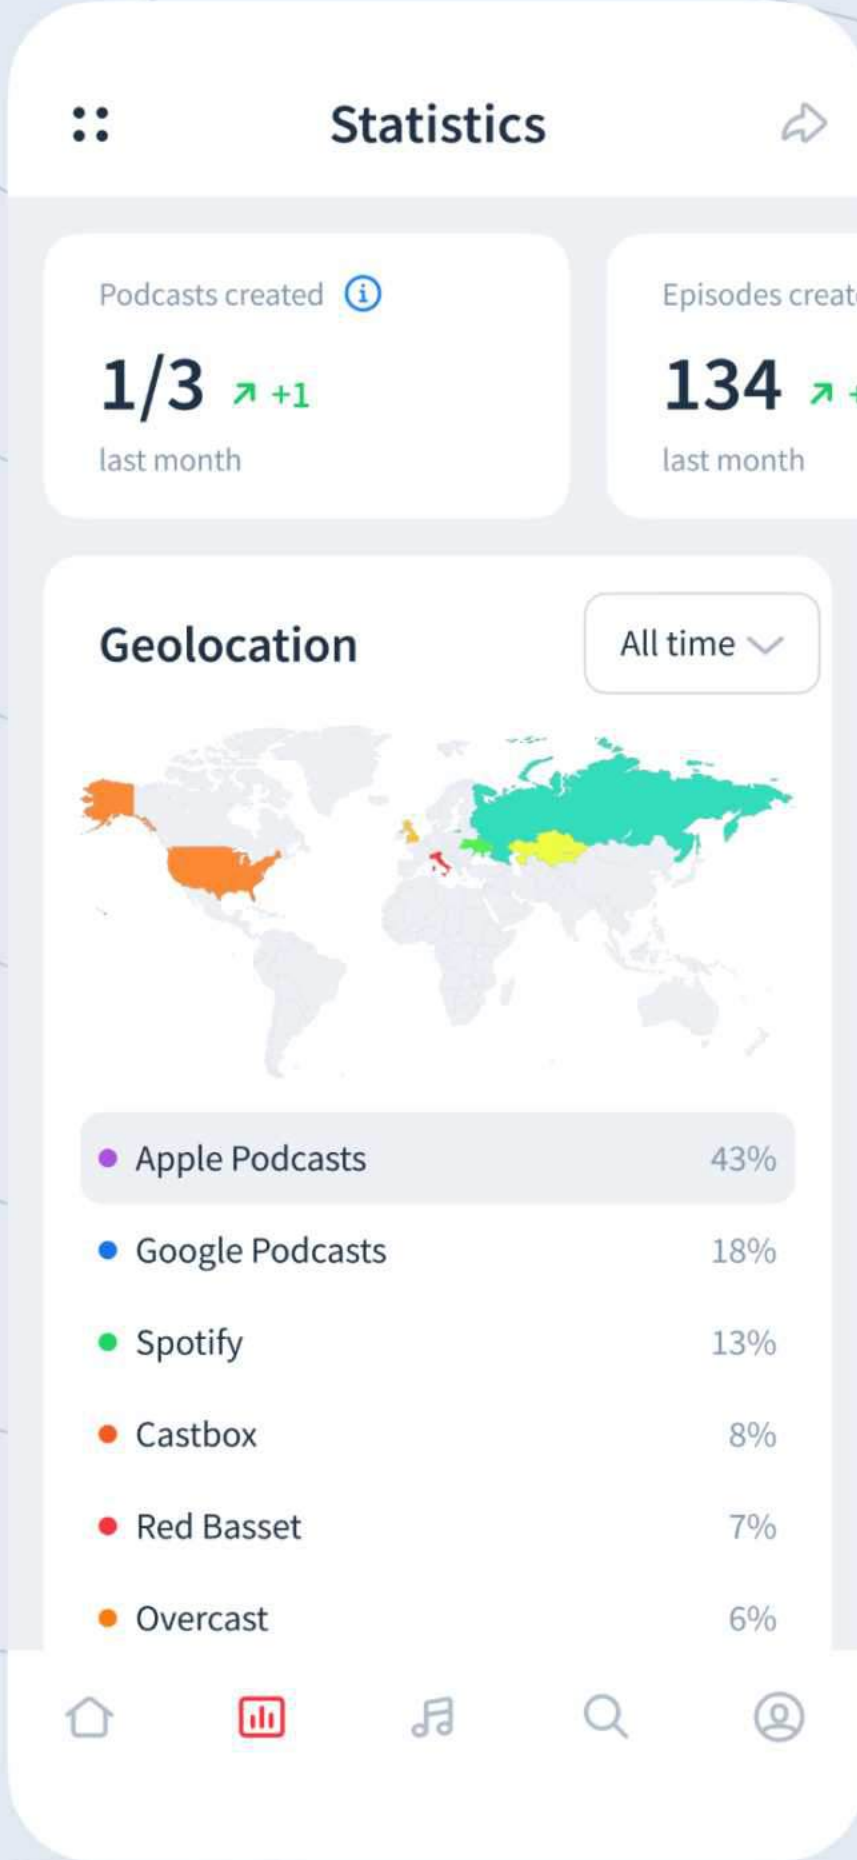 Statistics
Podcasts created
1/3 +1
last month
Episodes creat
134 +
last month
Geolocation
All time
Apple Podcasts 43%
Google Podcasts 18%
Spotify 13%
Castbox 8%
Red Basset 7%
Overcast 6%